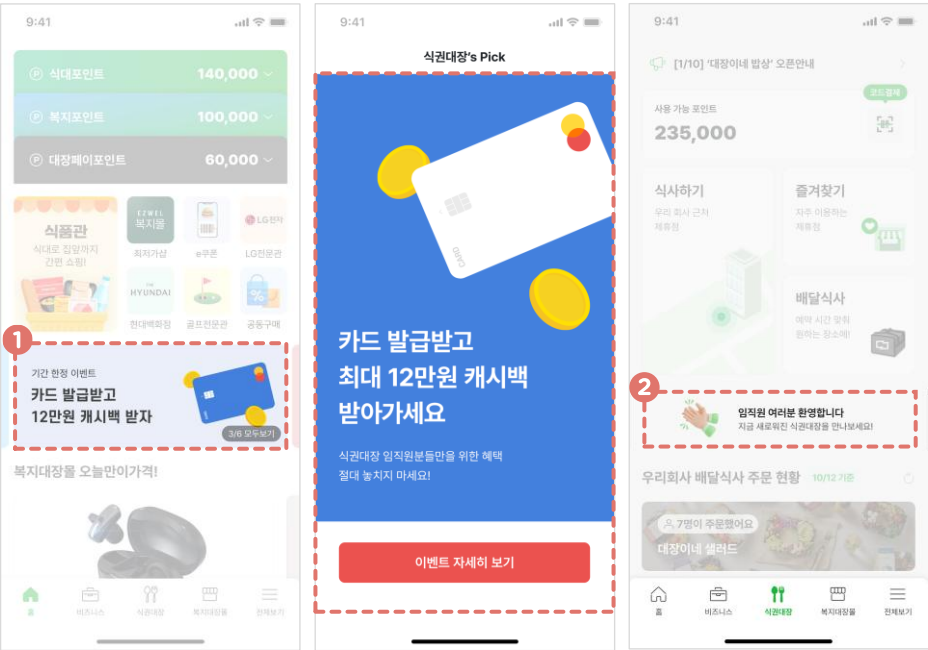 9:41
식대포인트 140,000
복지포인트 100,000
대장페이포인트 60,000
식품관
식대로 집앞까지
간편 쇼핑!
EZWEL
복지몰
LG전자
최저가샵 e쿠폰 LG전문관
THE
HYUNDAI
현대백화점 골프전문관 공동구매
1
기간 한정 이벤트
카드 발급받고
12만원 캐시백 받자
3/6 모두보기
복지대장몰 오늘만이가격!
홈 비즈니스 식권대장 복지대장몰 전체보기
9:41
식권대장's Pick
CARD
카드 발급받고
최대 12만원 캐시백
받아가세요
식권대장 임직원분들만을 위한 혜택
절대 놓치지 마세요!
이벤트 자세히 보기
9:41
[1/10] '대장이네 밥상' 오픈안내
코드결제
사용 가능 포인트
235,000
식사하기
우리 회사 근처
제휴점
즐겨찾기
자주 이용하는
제휴점
배달식사
예약 시간 맞춰
원하는 장소에!
2
임직원 여러분 환영합니다
지금 새로워진 식권대장을 만나보세요!
우리회사 배달식사 주문 현황 10/12 기준
7명이 주문했어요
대장이네 샐러드
홈 비즈니스 식권대장 복지대장몰 전체보기